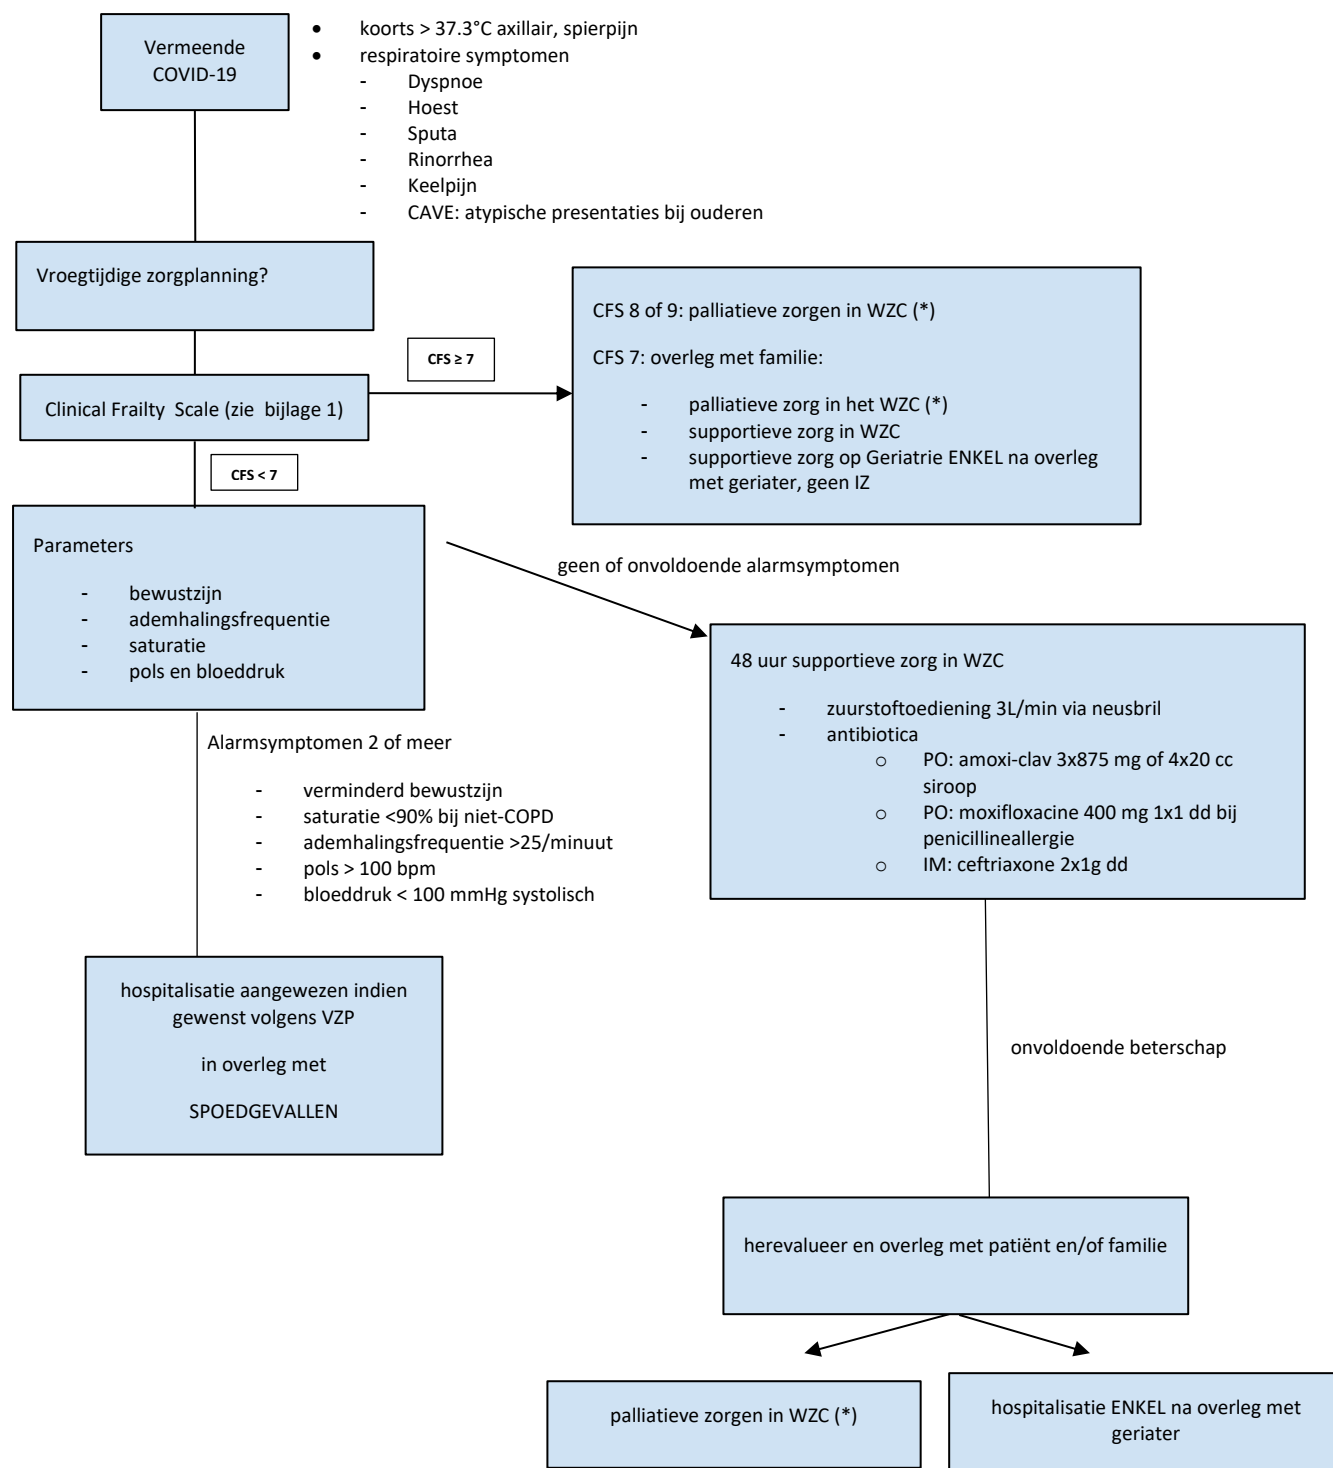 Vermeende
COVID-19
• koorts > 37.3°C axillair, spierpijn
• respiratoire symptomen
- Dyspnoe
- Hoest
- Sputa
- Rinorrhea
- Keelpijn
- CAVE: atypische presentaties bij ouderen
Vroegtijdige zorgplanning?
Clinical Frailty Scale (zie bijlage 1)
CFS ≥ 7
CFS 8 of 9: palliatieve zorgen in WZC (*)
CFS 7: overleg met familie:
- palliatieve zorg in het WZC (*)
- supportieve zorg in WZC
- supportieve zorg op Geriatrie ENKEL na overleg
met geriater, geen IZ
CFS < 7
Parameters
- bewustzijn
- ademhalingsfrequentie
- saturatie
- pols en bloeddruk
geen of onvoldoende alarmsymptomen
48 uur supportieve zorg in WZC
- zuurstoftoediening 3L/min via neusbril
- antibiotica
o PO: amoxi-clav 3x875 mg of 4x20 cc
siroop
o PO: moxifloxacine 400 mg 1x1 dd bij
penicillineallergie
o IM: ceftriaxone 2x1g dd
Alarmsymptomen 2 of meer
- verminderd bewustzijn
- saturatie <90% bij niet-COPD
- ademhalingsfrequentie >25/minuut
- pols > 100 bpm
- bloeddruk < 100 mmHg systolisch
hospitalisatie aangewezen indien
gewenst volgens VZP
in overleg met
SPOEDGEVALLEN
onvoldoende beterschap
herevalueer en overleg met patiënt en/of familie
palliatieve zorgen in WZC (*)
hospitalisatie ENKEL na overleg met
geriater